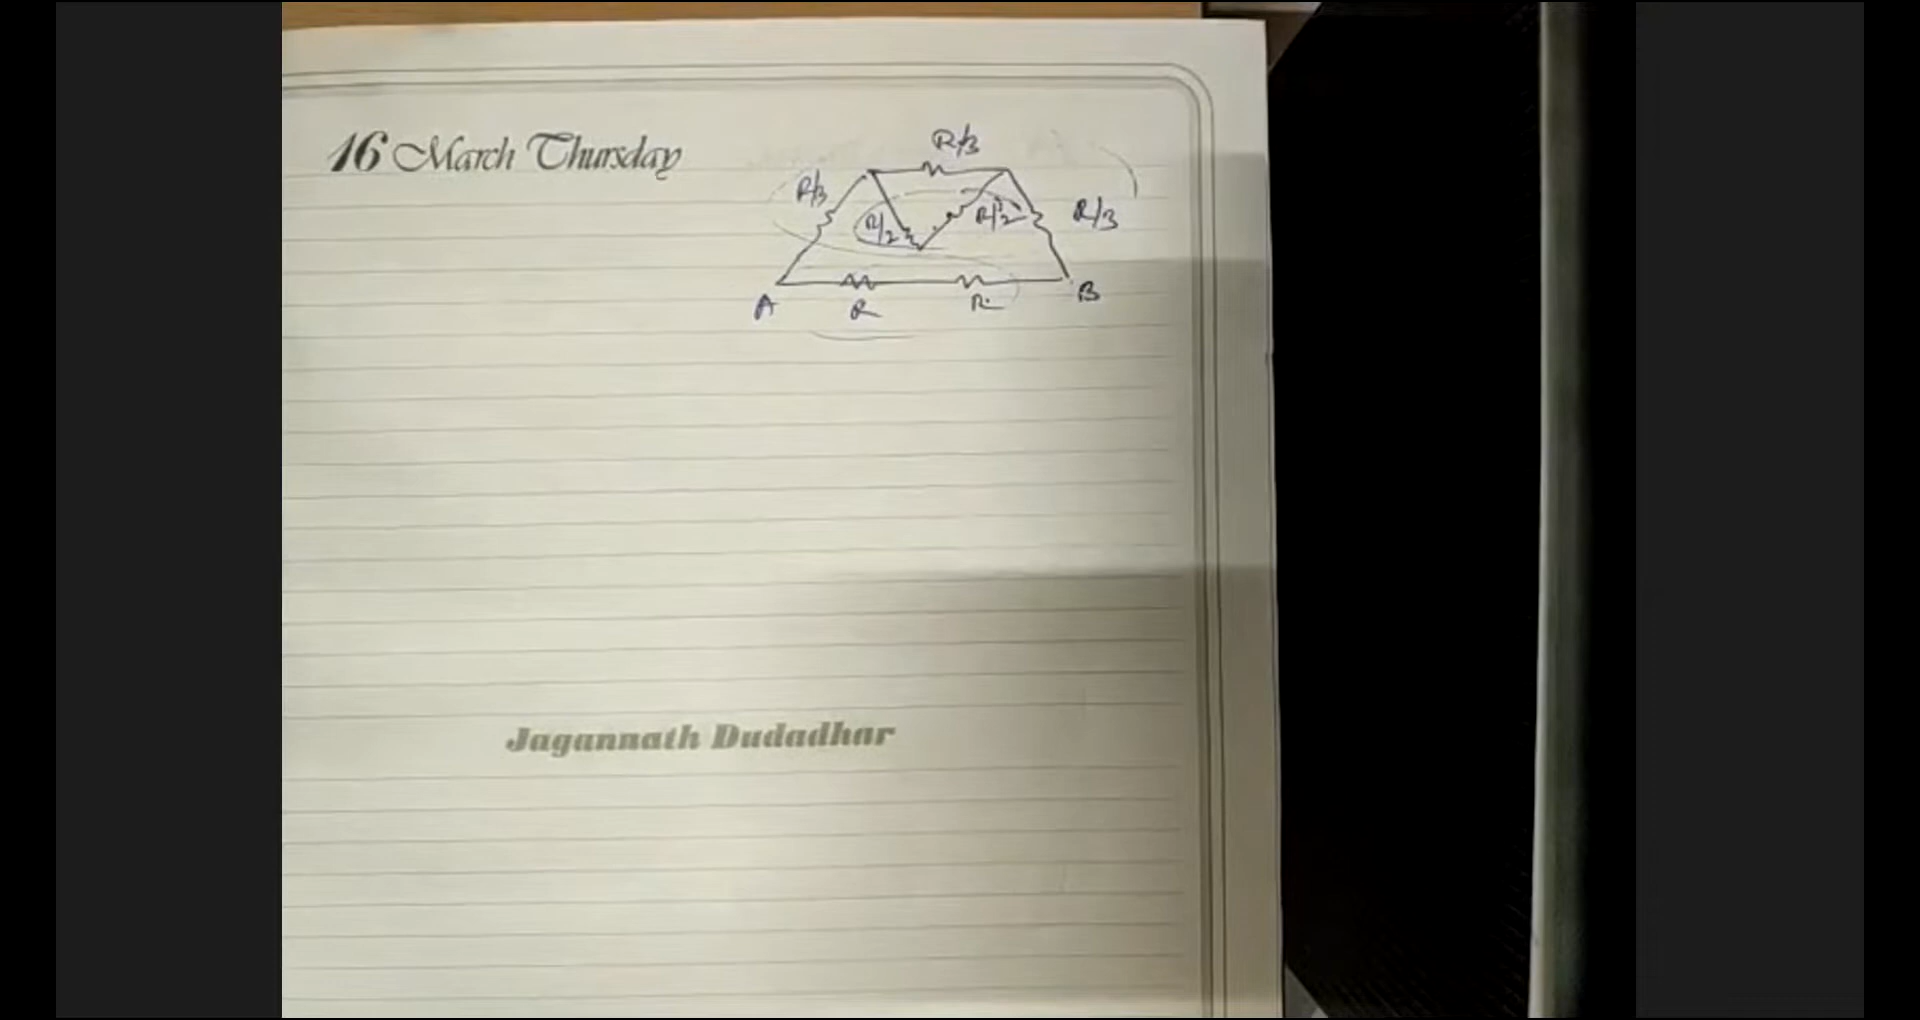 16 March Thursday
R/3
R/3
R/2
R/2
R/3
A
R
R
B
Jagannath Dudadhar